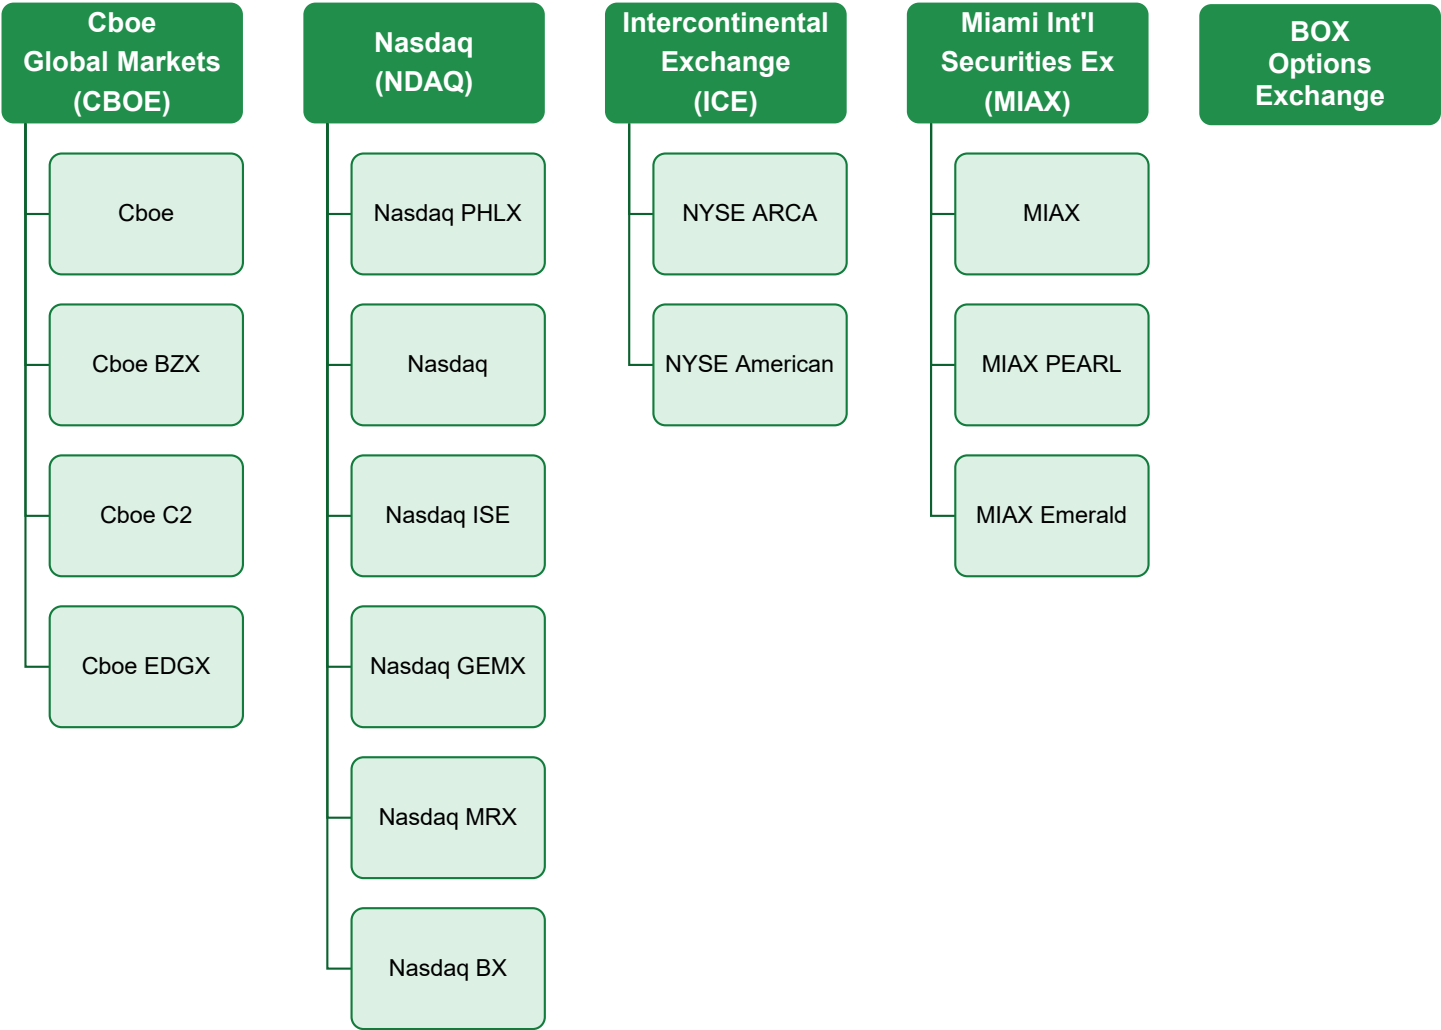 Cboe
Global Markets
(CBOE)
Cboe
Cboe BZX
Cboe C2
Cboe EDGX
Nasdaq
(NDAQ)
Nasdaq PHLX
Nasdaq
Nasdaq ISE
Nasdaq GEMX
Nasdaq MRX
Nasdaq BX
Intercontinental
Exchange
(ICE)
NYSE ARCA
NYSE American
Miami Int'l
Securities Ex
(MIAX)
MIAX
MIAX PEARL
MIAX Emerald
BOX
Options
Exchange